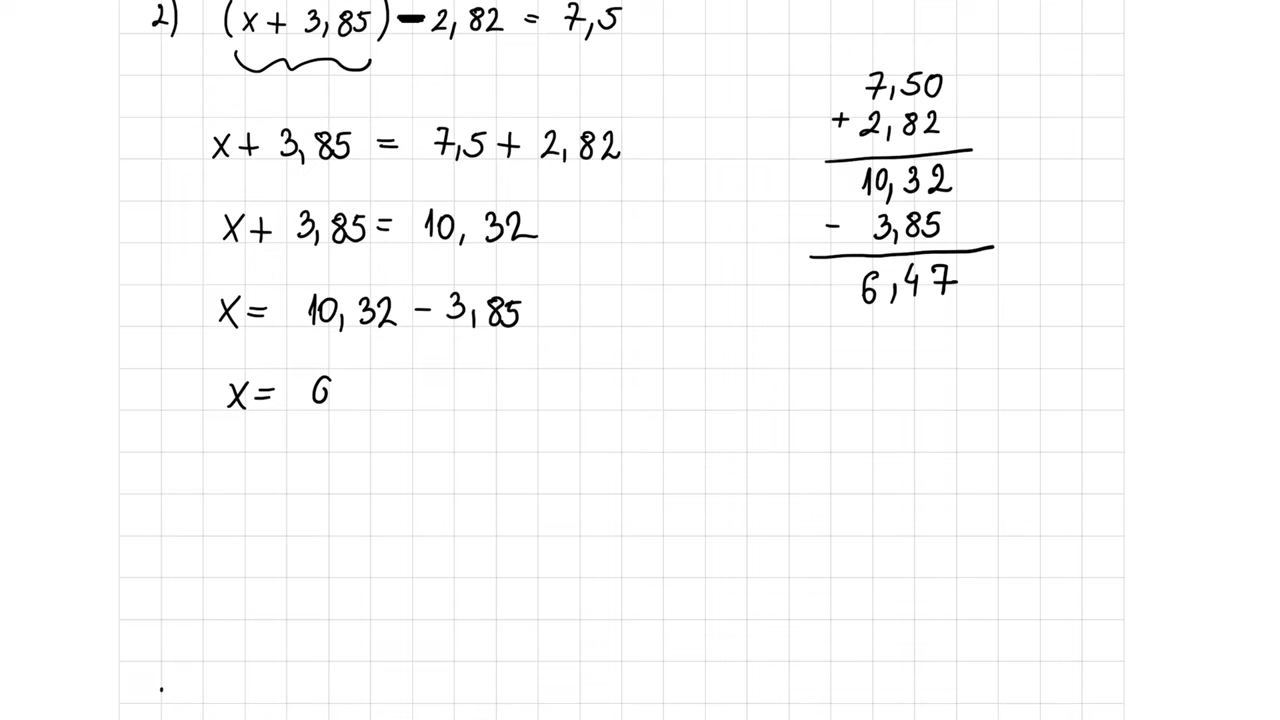 2) (x + 3,85) - 2,82 = 7,5
x + 3,85 = 7,5 + 2,82
x + 3,85 = 10,32
x = 10,32 - 3,85
x = 6
7,50
+ 2,82
10,32
- 3,85
6,47